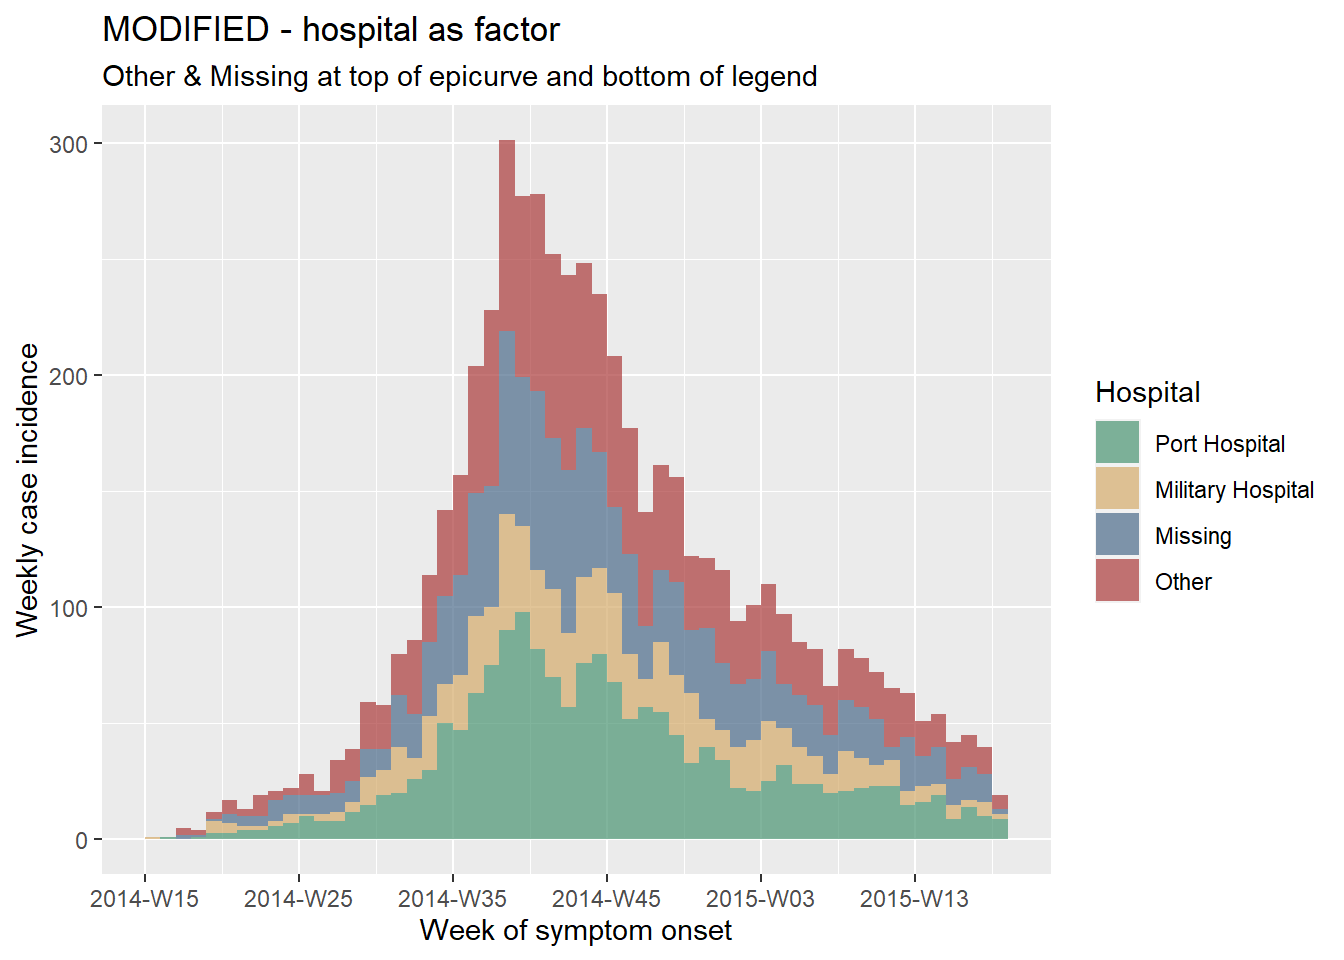 MODIFIED - hospital as factor
Other & Missing at top of epicurve and bottom of legend
Weekly case incidence
300
200
100
0
2014-W15
2014-W25
2014-W35
2014-W45
2015-W03
2015-W13
Week of symptom onset
Hospital
Port Hospital
Military Hospital
Missing
Other